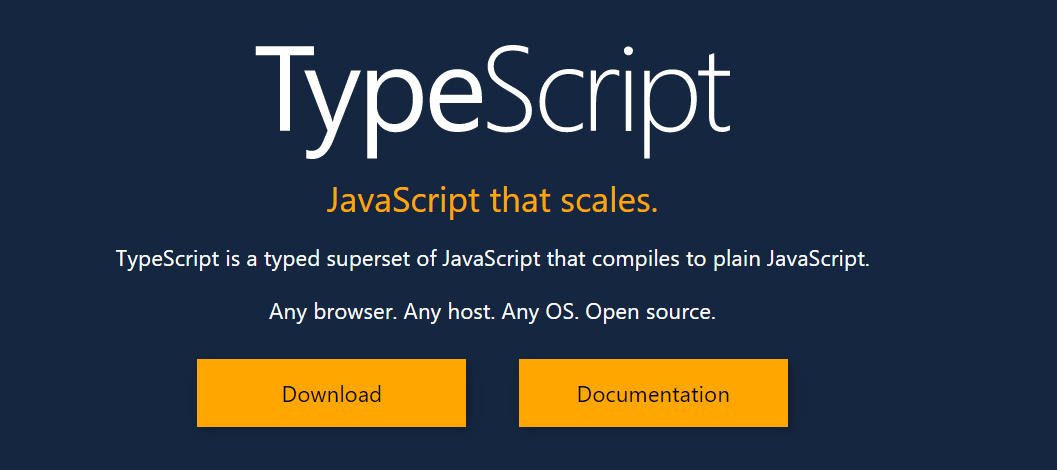 TypeScript
JavaScript that scales.
TypeScript is a typed superset of JavaScript that compiles to plain JavaScript.
Any browser. Any host. Any OS. Open source.
Download
Documentation